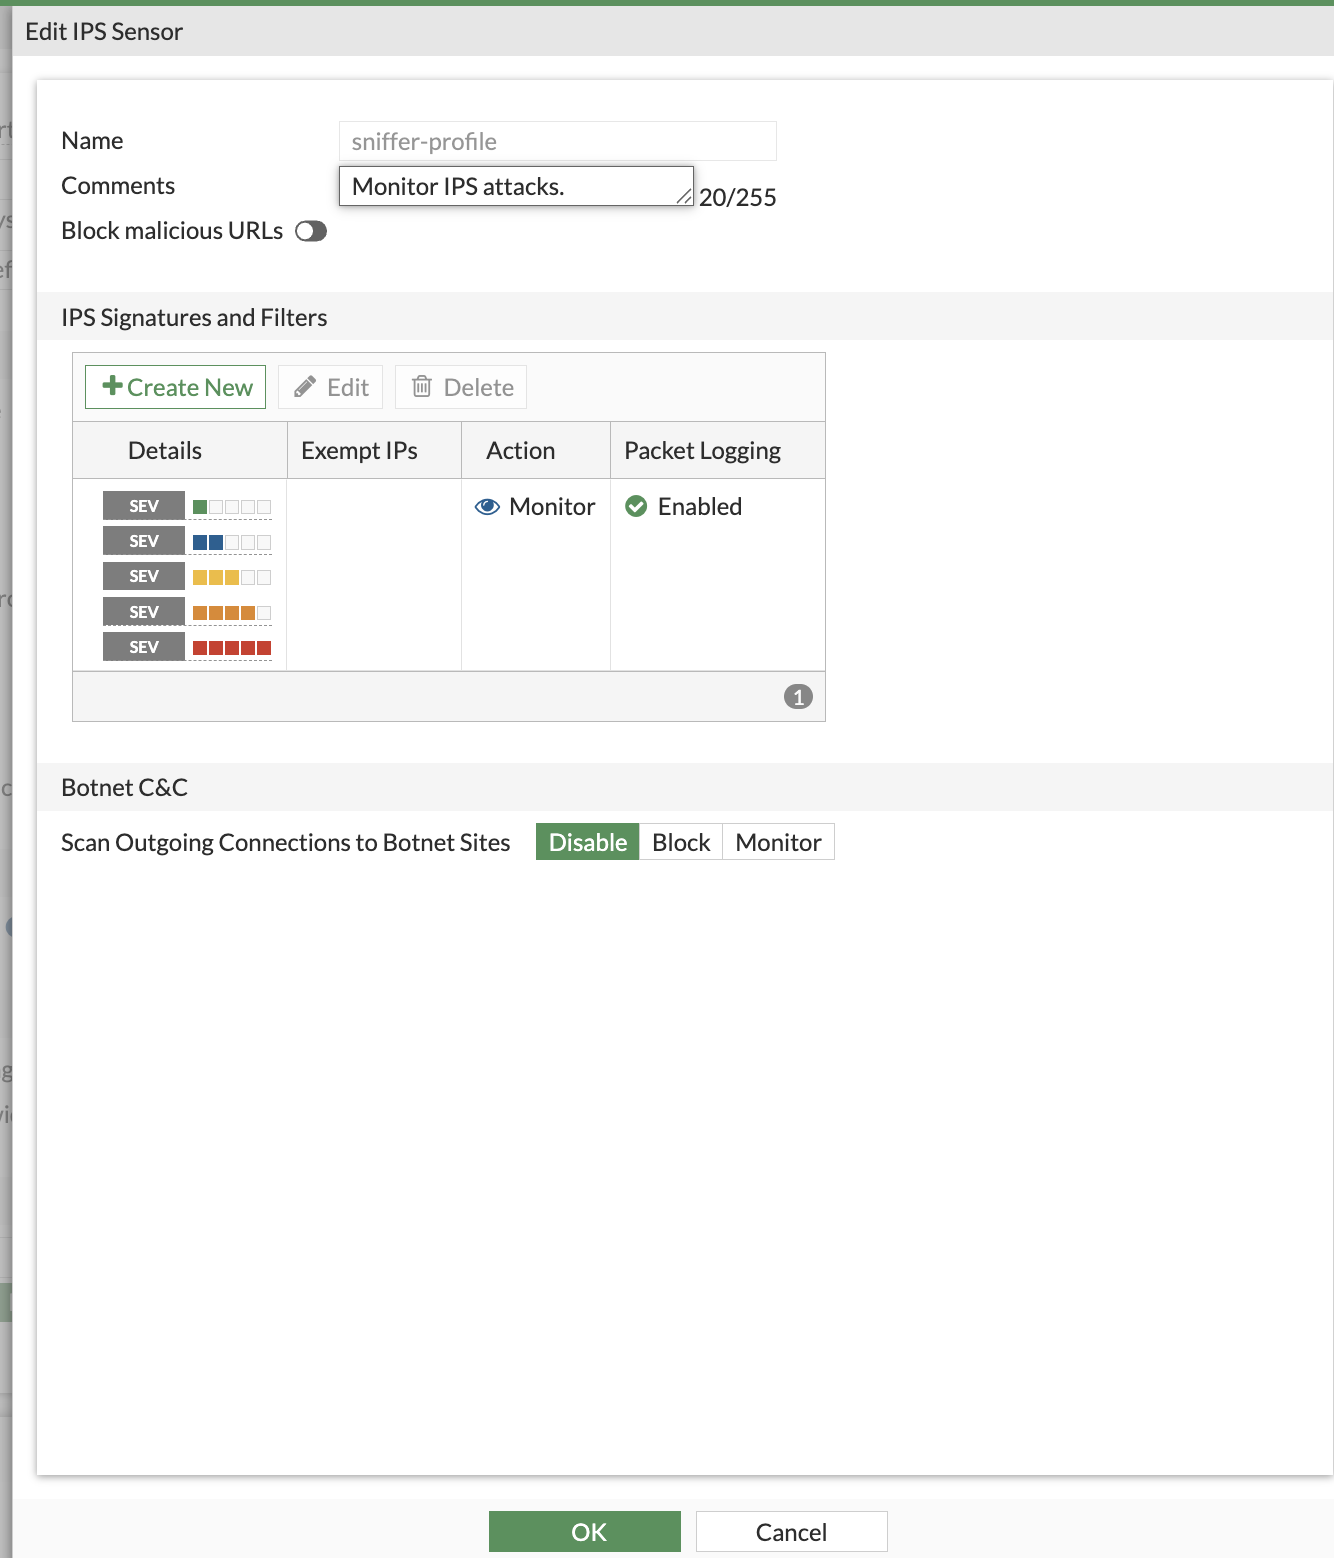 Edit IPS Sensor
Name sniffer-profile
Comments Monitor IPS attacks. 20/255
Block malicious URLs
IPS Signatures and Filters
Create New Edit Delete
Details Exempt IPs Action Packet Logging
SEV Monitor Enabled
SEV
SEV
SEV
SEV
1
Botnet C&C
Scan Outgoing Connections to Botnet Sites Disable Block Monitor
OK Cancel